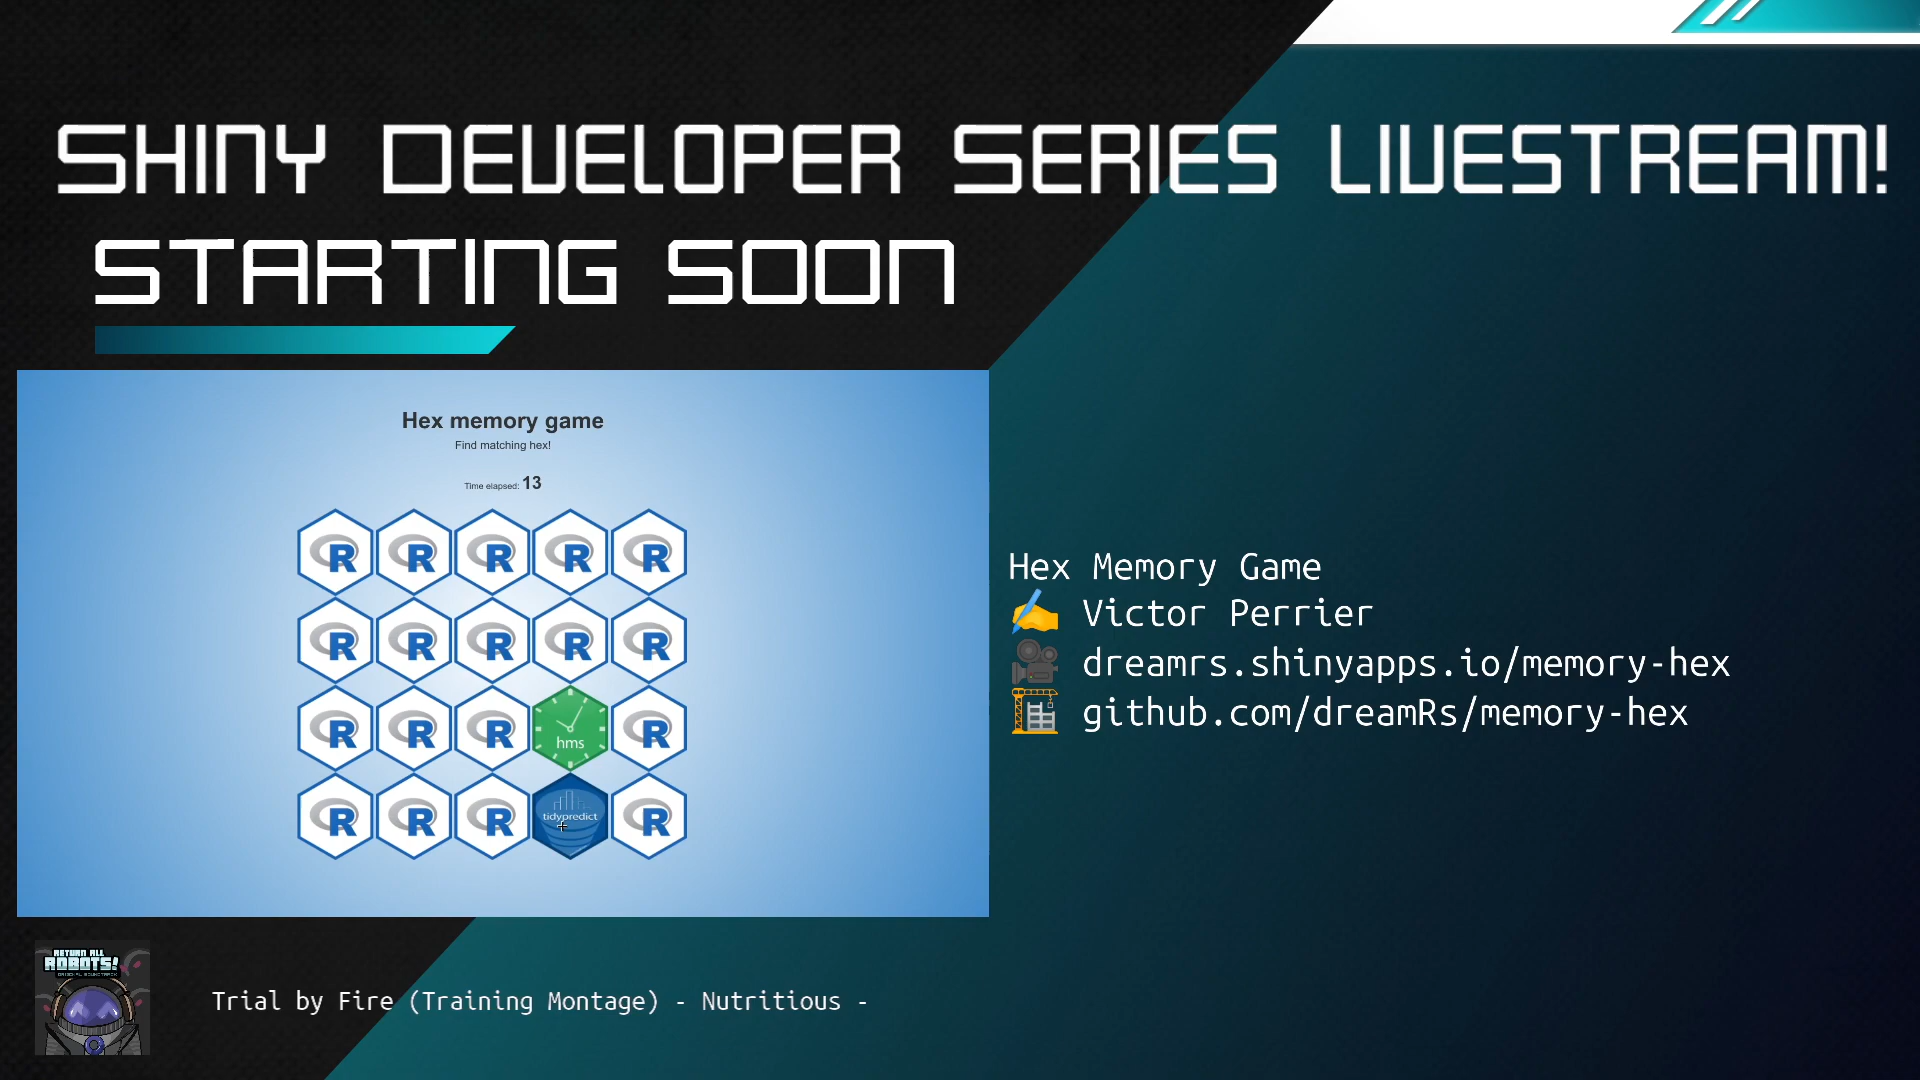 SHINY DEVELOPER SERIES LIVESTREAM!
STARTING SOON
Hex memory game
Find matching hex!
Time elapsed: 13
R R R R R
R R R R R
R R R hms R
R R R tidypredict R
Hex Memory Game
✍ Victor Perrier
🎥 dreamrs.shinyapps.io/memory-hex
🏗 github.com/dreamRs/memory-hex
RETURN ALL
ROBOTS!
ORIGINAL SOUNDTRACK
Trial by Fire (Training Montage) - Nutritious -